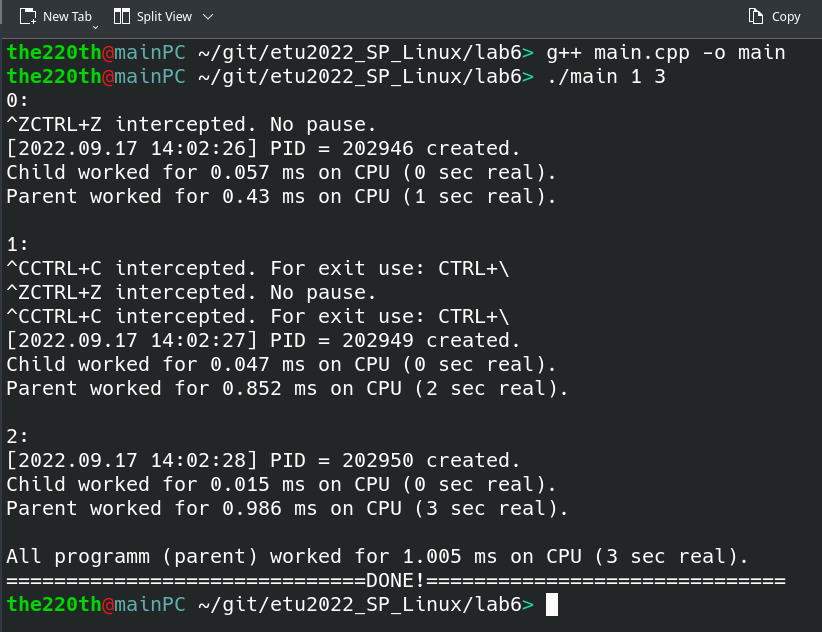 New Tab Split View Copy
the220th@mainPC ~/git/etu2022_SP_Linux/lab6> g++ main.cpp -o main
the220th@mainPC ~/git/etu2022_SP_Linux/lab6> ./main 1 3
0:
^ZCTRL+Z intercepted. No pause.
[2022.09.17 14:02:26] PID = 202946 created.
Child worked for 0.057 ms on CPU (0 sec real).
Parent worked for 0.43 ms on CPU (1 sec real).

1:
^CCTRL+C intercepted. For exit use: CTRL+\
^ZCTRL+Z intercepted. No pause.
^CCTRL+C intercepted. For exit use: CTRL+\
[2022.09.17 14:02:27] PID = 202949 created.
Child worked for 0.047 ms on CPU (0 sec real).
Parent worked for 0.852 ms on CPU (2 sec real).

2:
[2022.09.17 14:02:28] PID = 202950 created.
Child worked for 0.015 ms on CPU (0 sec real).
Parent worked for 0.986 ms on CPU (3 sec real).

All programm (parent) worked for 1.005 ms on CPU (3 sec real).
==============================DONE!==============================
the220th@mainPC ~/git/etu2022_SP_Linux/lab6>